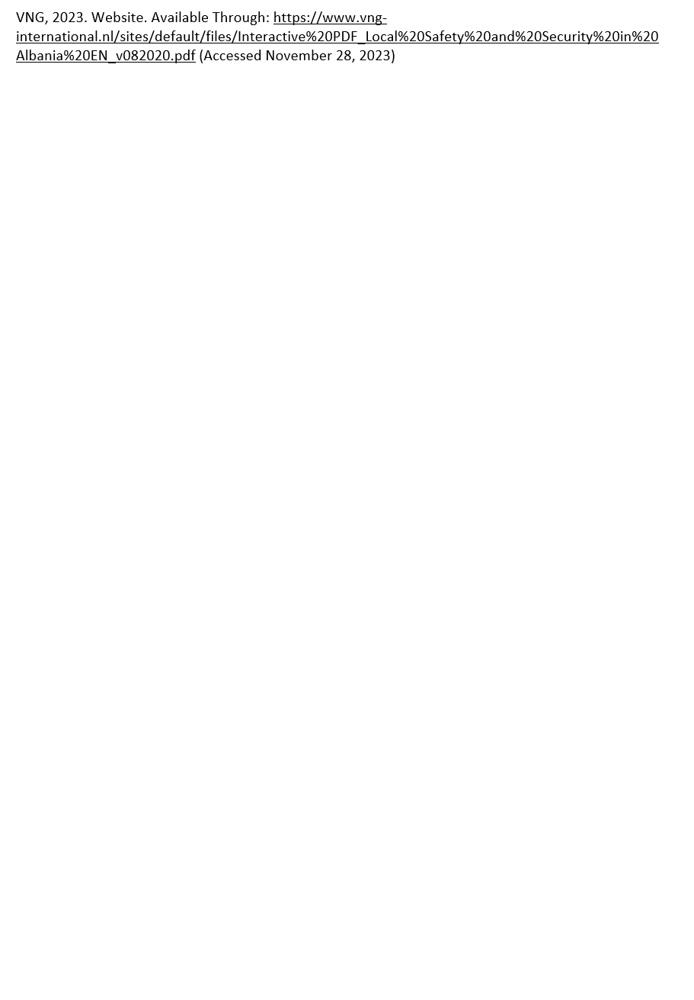 VNG, 2023. Website. Available Through: https://www.vng-
international.nl/sites/default/files/Interactive%20PDF_Local%20Safety%20and%20Security%20in%20
Albania%20EN_v082020.pdf (Accessed November 28, 2023)